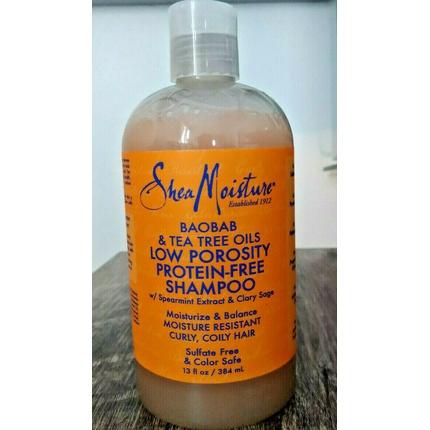 SheaMoisture®
Established 1912
BAOBAB
& TEA TREE OILS
LOW POROSITY
PROTEIN-FREE
SHAMPOO
w/ Spearmint Extract & Clary Sage
Moisturize & Balance
MOISTURE RESISTANT
CURLY, COILY HAIR
Sulfate Free
& Color Safe
13 fl oz / 384 mL